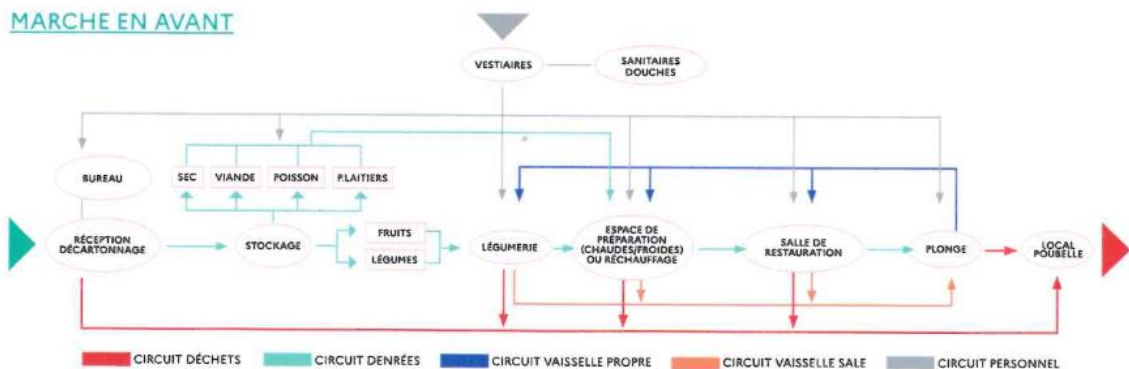 MARCHE EN AVANT
VESTIAIRES
SANITAIRES
DOUCHES
BUREAU
SEC
VIANDE
POISSON
P.LAITIERS
RÉCEPTION
DÉCARTONNAGE
STOCKAGE
FRUITS
LÉGUMES
LÉGUMERIE
ESPACE DE
PRÉPARATION
(CHAUDES/FROIDES)
OU RÉCHAUFFAGE
SALLE DE
RESTAURATION
PLONGE
LOCAL
POUBELLE
CIRCUIT DÉCHETS
CIRCUIT DENRÉES
CIRCUIT VAISSELLE PROPRE
CIRCUIT VAISSELLE SALE
CIRCUIT PERSONNEL